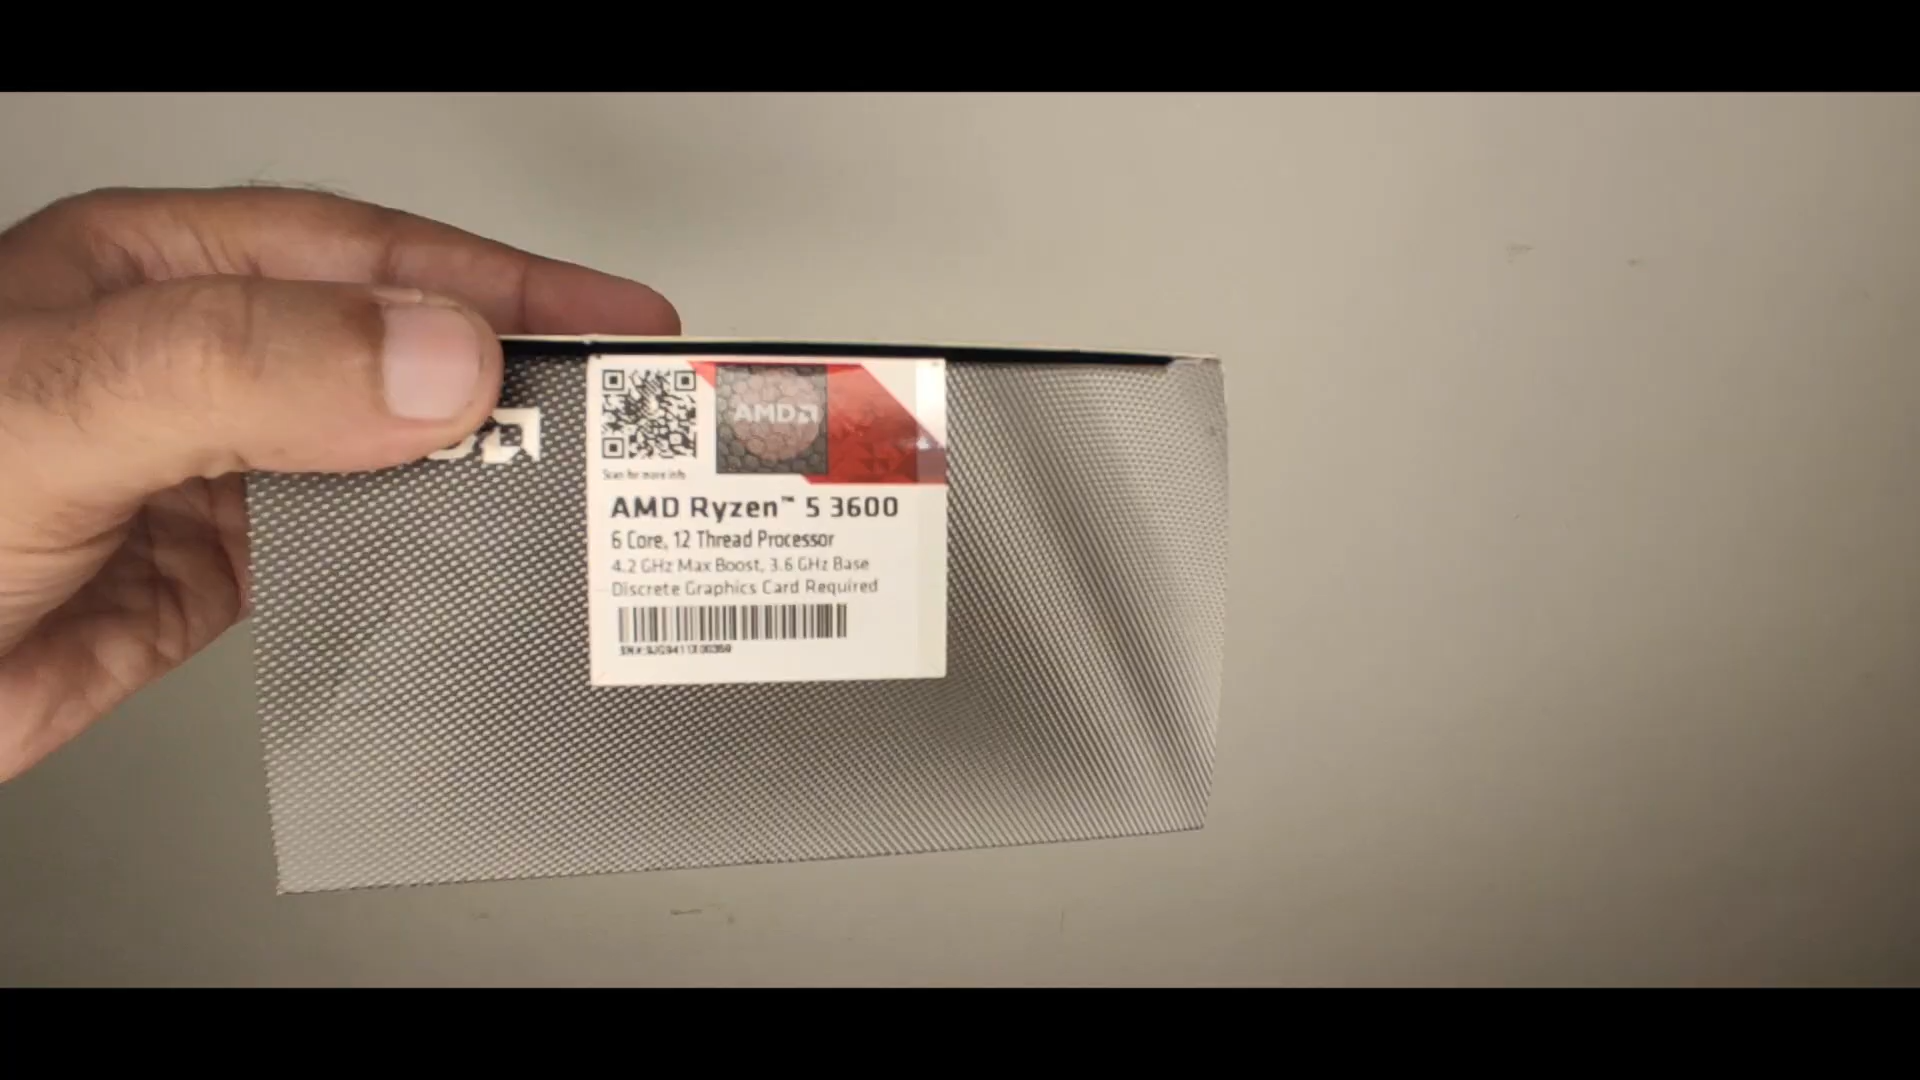 AMD
Scan for more info
AMD Ryzen™ 5 3600
6 Core, 12 Thread Processor
4.2 GHz Max Boost, 3.6 GHz Base
Discrete Graphics Card Required